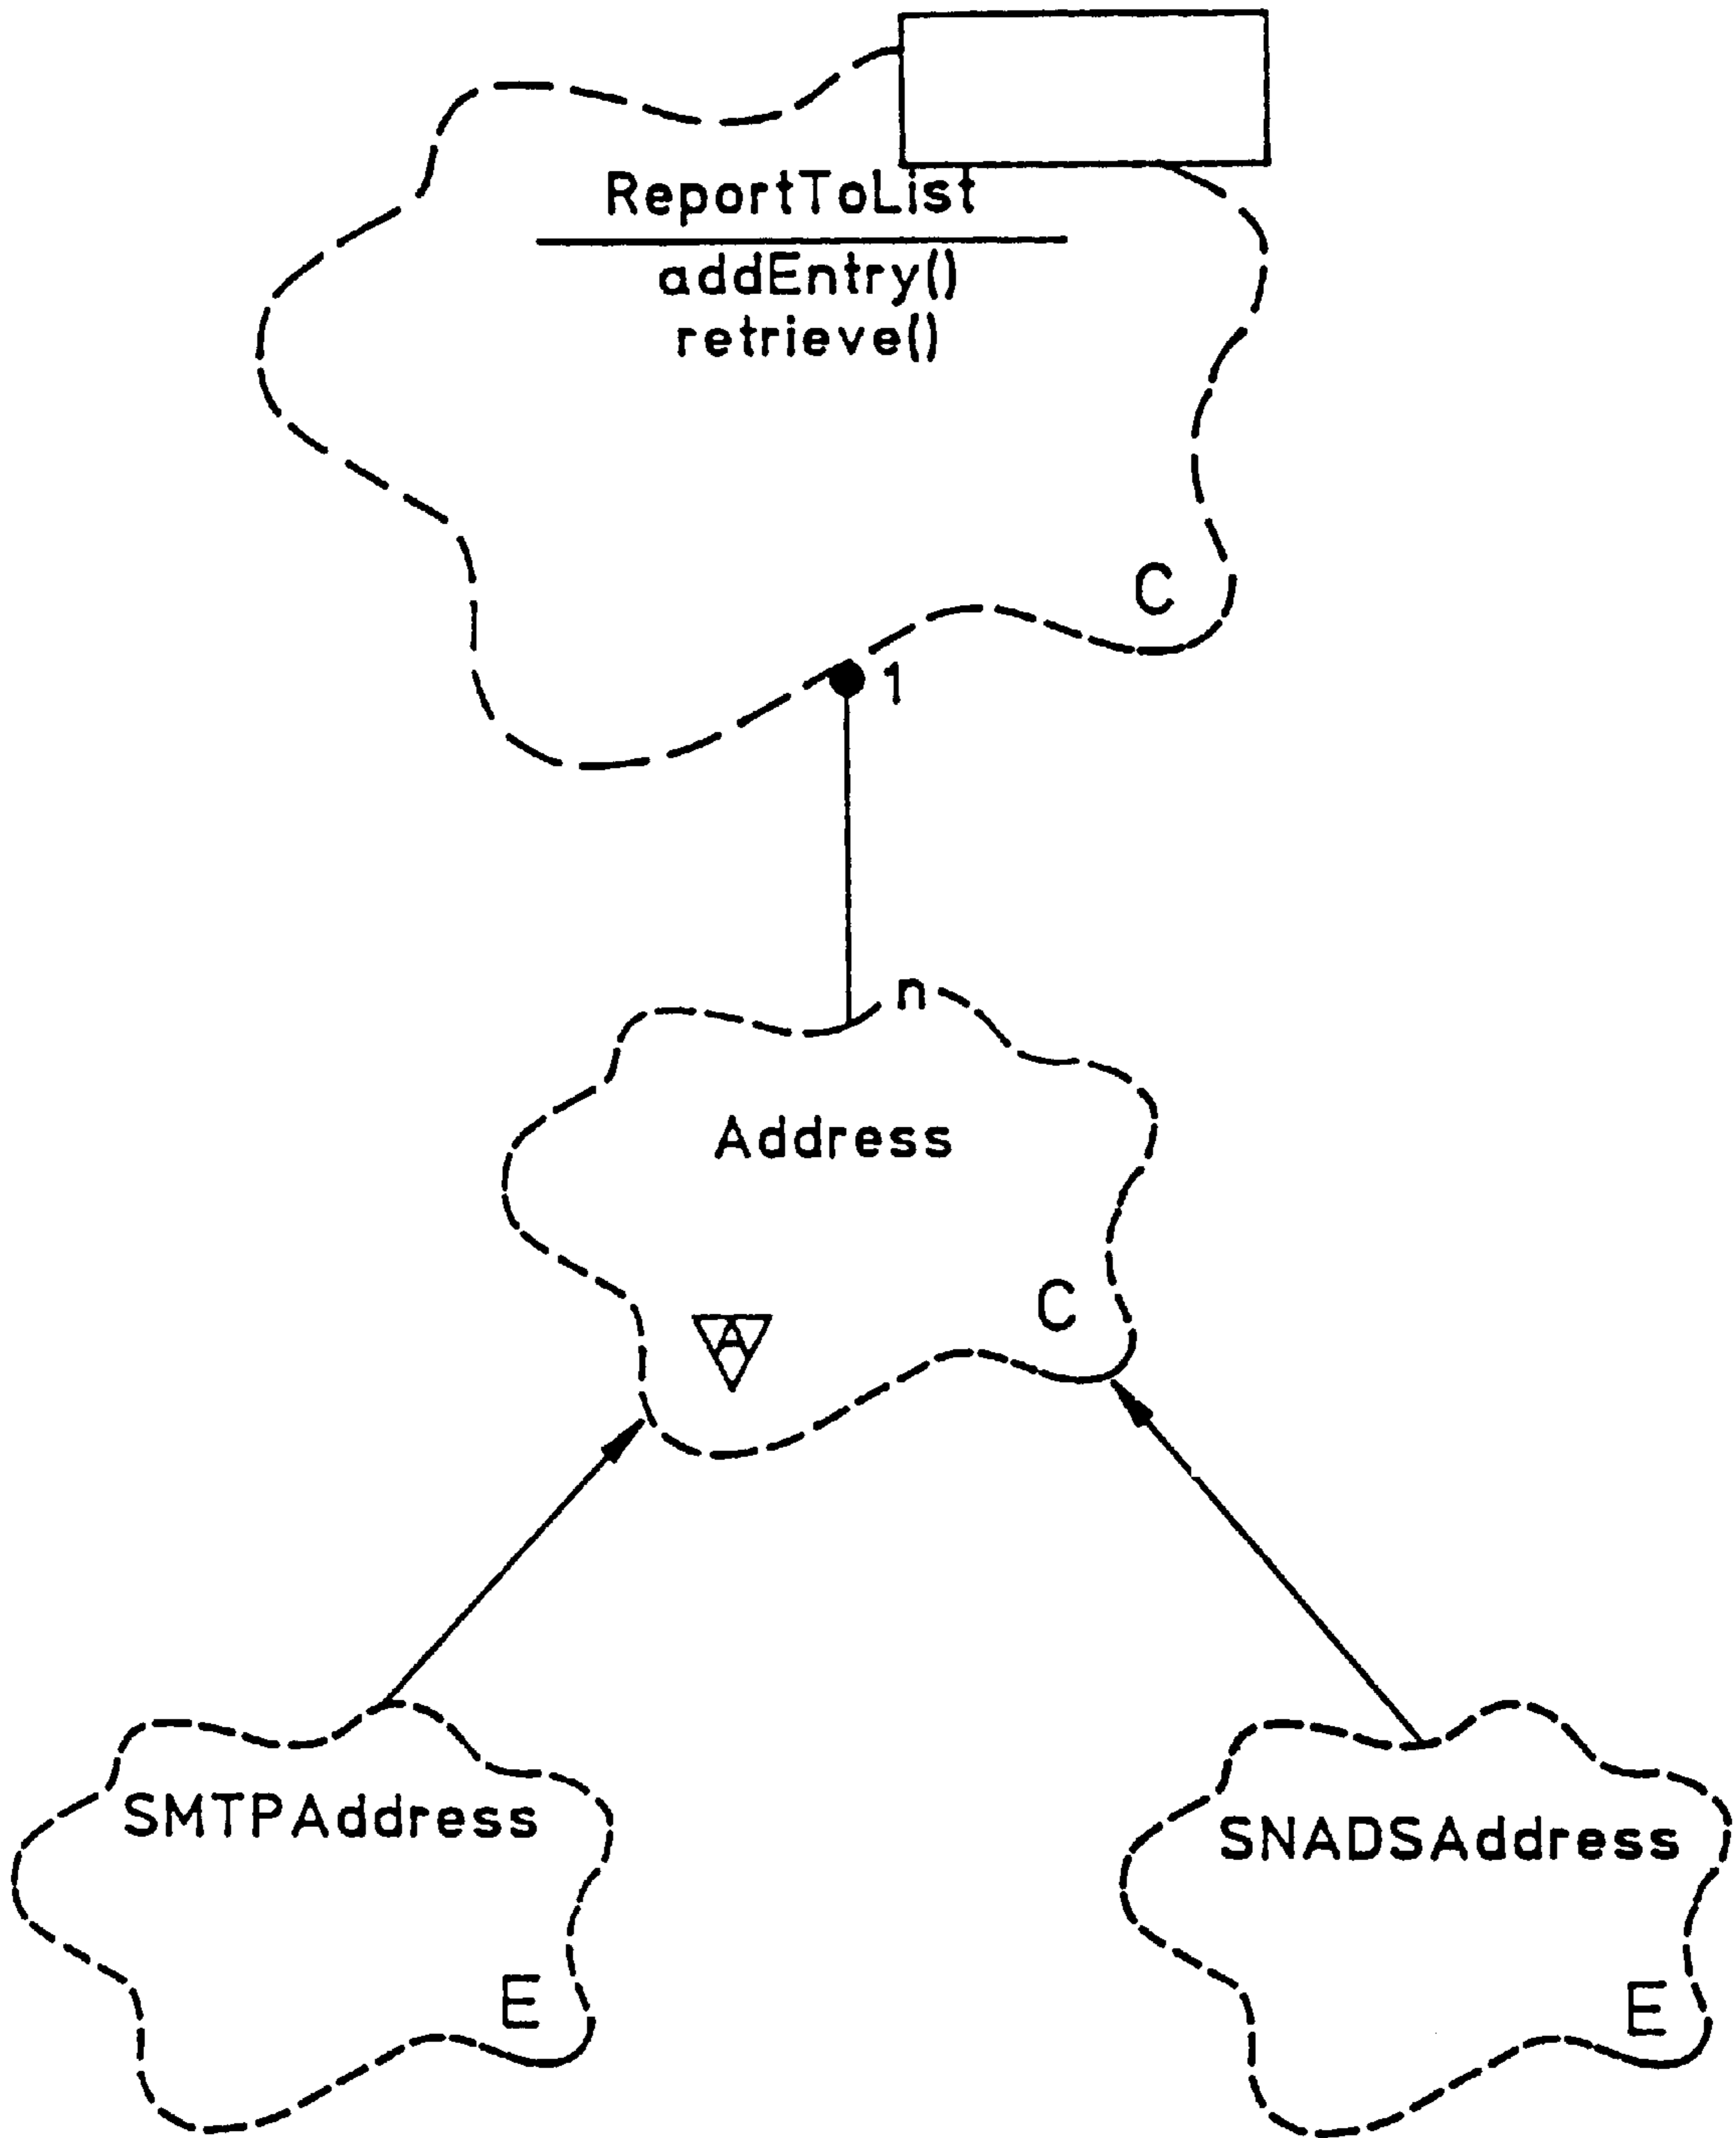 ReportToList
addEntry()
retrieve()
C
1
n
Address
A
C
SMTPAddress
E
SNADSAddress
E